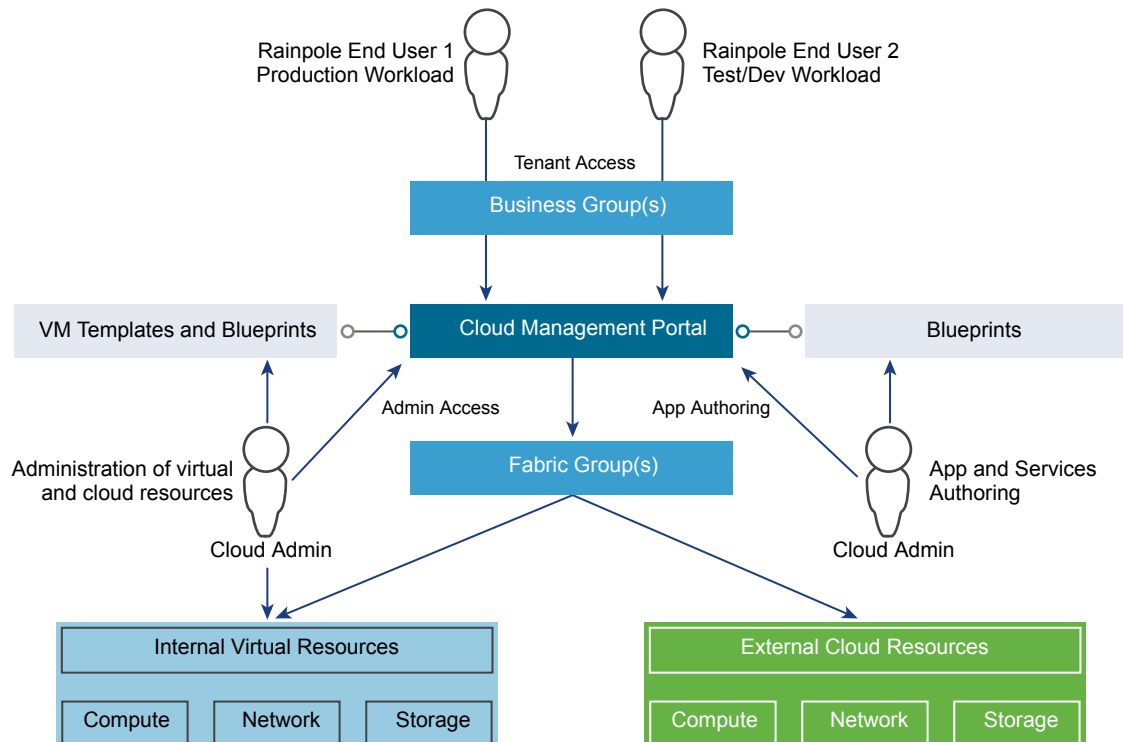 Rainpole End User 1
Production Workload
Rainpole End User 2
Test/Dev Workload
Tenant Access
Business Group(s)
VM Templates and Blueprints
Cloud Management Portal
Blueprints
Admin Access
App Authoring
Administration of virtual
and cloud resources
Fabric Group(s)
App and Services
Authoring
Cloud Admin
Cloud Admin
Internal Virtual Resources
External Cloud Resources
Compute
Network
Storage
Compute
Network
Storage